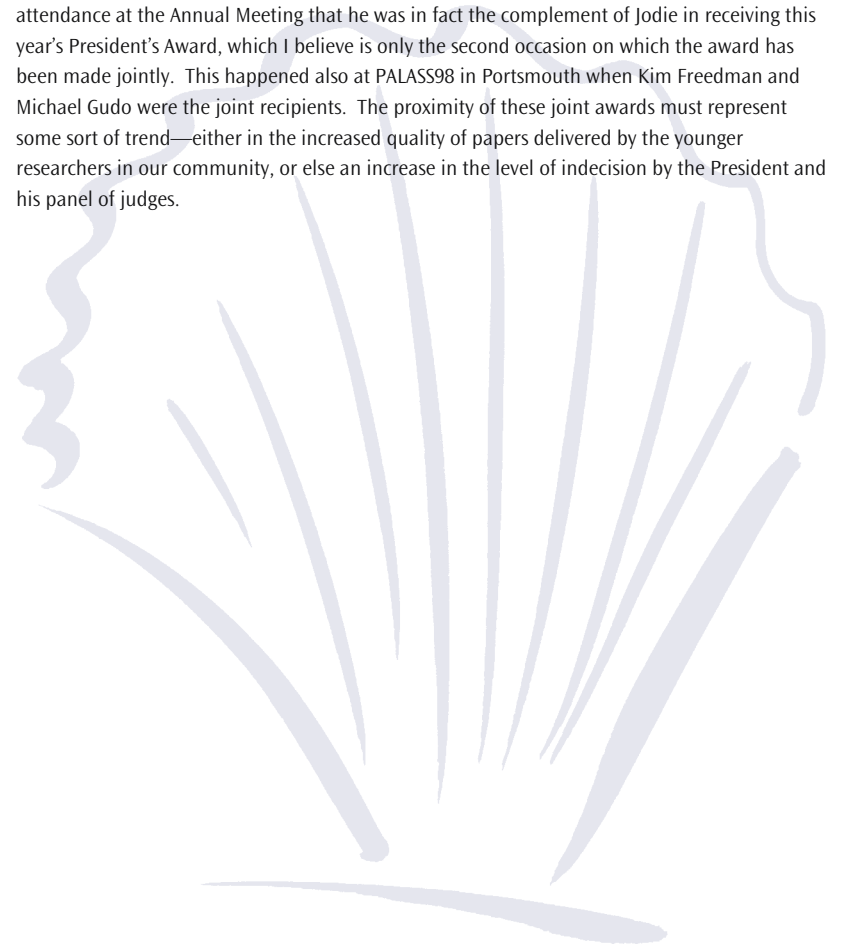 attendance at the Annual Meeting that he was in fact the complement of Jodie in receiving this
year’s President’s Award, which I believe is only the second occasion on which the award has
been made jointly.  This happened also at PALASS98 in Portsmouth when Kim Freedman and
Michael Gudo were the joint recipients.  The proximity of these joint awards must represent
some sort of trend—either in the increased quality of papers delivered by the younger
researchers in our community, or else an increase in the level of indecision by the President and
his panel of judges.